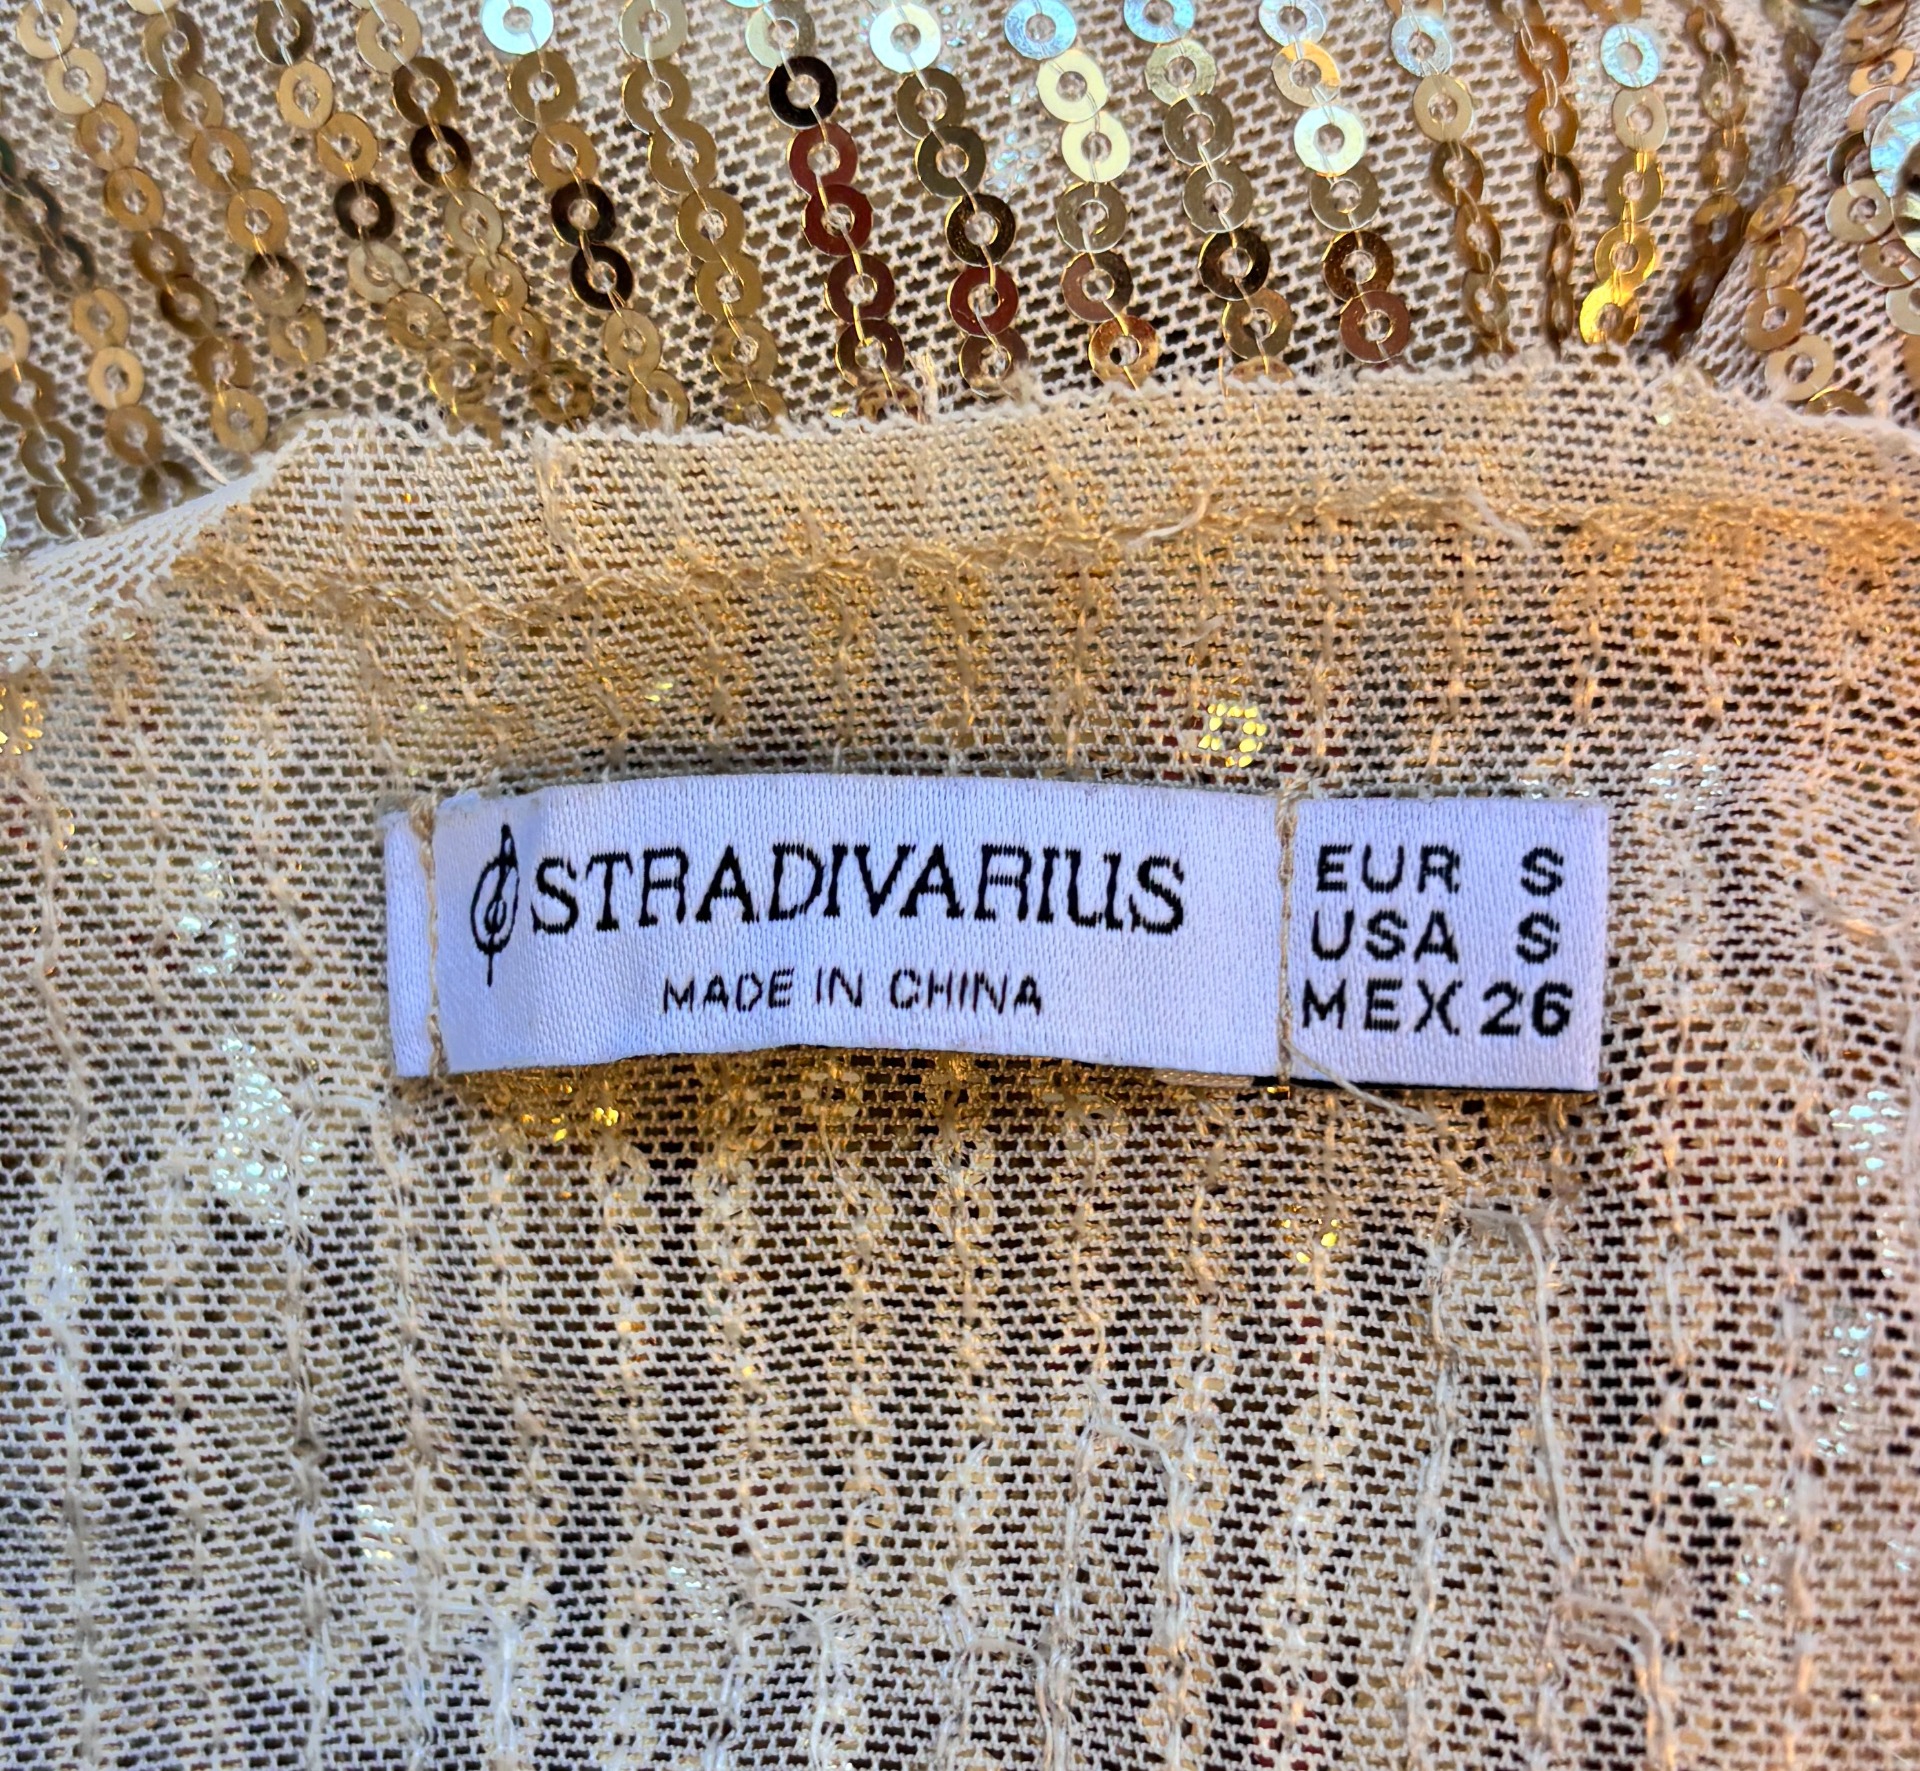 STRADIVARIUS
MADE IN CHINA
EUR S
USA S
MEX 26